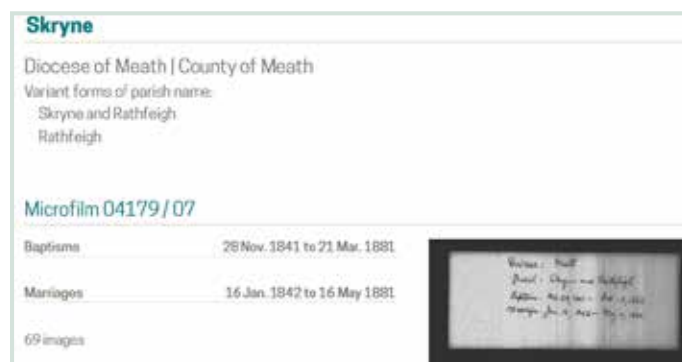 Skryne
Diocese of Meath | County of Meath
Variant forms of parish name:
Skryne and Rathfeigh
Rathfeigh
Microfilm 04179 / 07
Baptisms 28 Nov. 1841 to 21 Mar. 1881
Marriages 16 Jan. 1842 to 16 May 1881
69 images